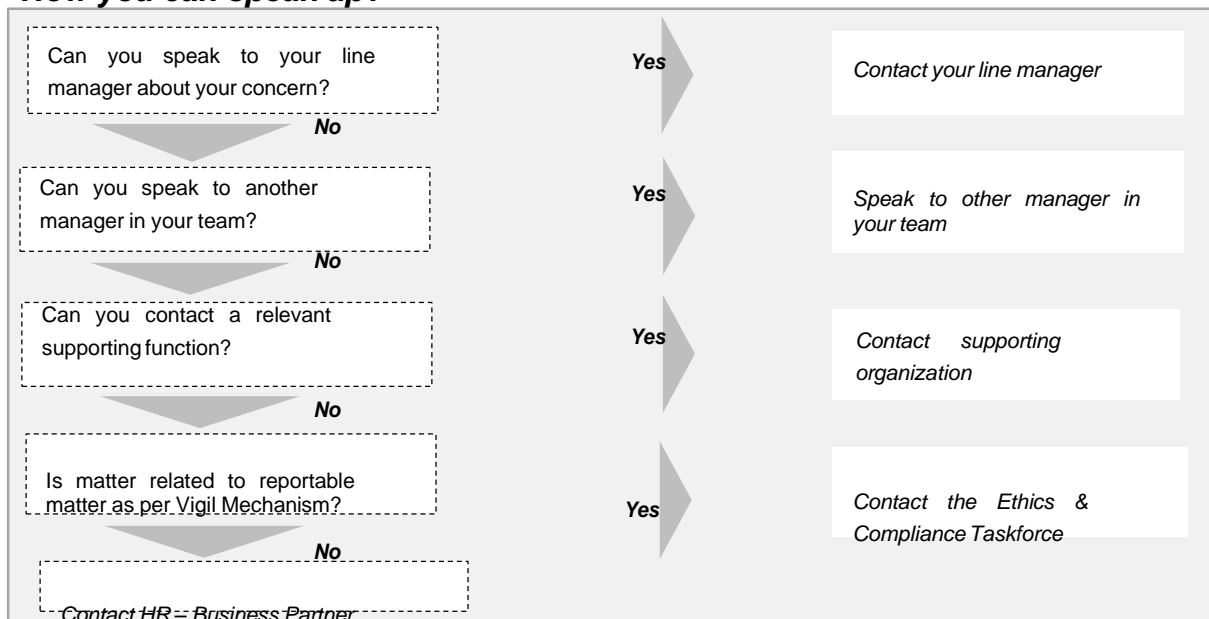 How you can speak up?
Can you speak to your line
manager about your concern?
Yes
Contact your line manager
No
Can you speak to another
manager in your team?
Yes
Speak to other manager in
your team
No
Can you contact a relevant
supporting function?
Yes
Contact supporting
organization
No
Is matter related to reportable
matter as per Vigil Mechanism?
Yes
Contact the Ethics &
Compliance Taskforce
No
Contact HR – Business Partner